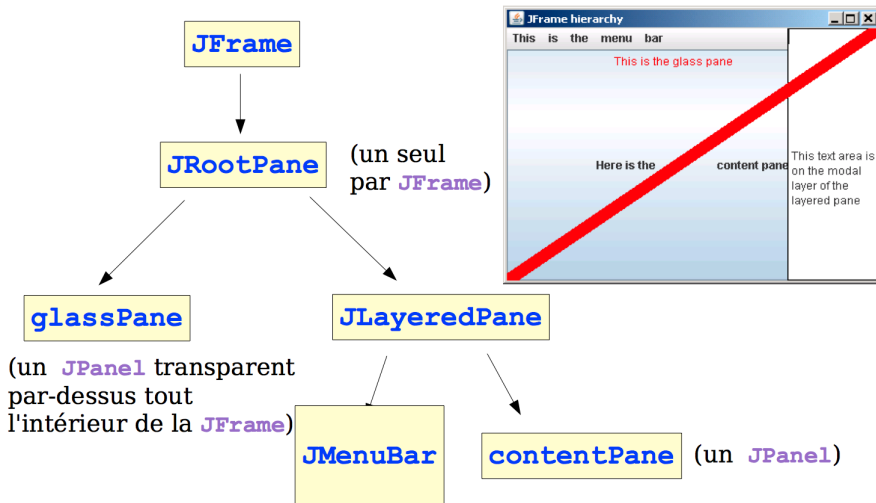 JFrame
JRootPane
(un seul
par JFrame)
glassPane
(un JPanel transparent
par-dessus tout
l'intérieur de la JFrame)
JLayeredPane
JMenuBar
contentPane
(un JPanel)
JFrame hierarchy
This is the menu bar
This is the glass pane
Here is the content pane
This text area is
on the modal
layer of the
layered pane